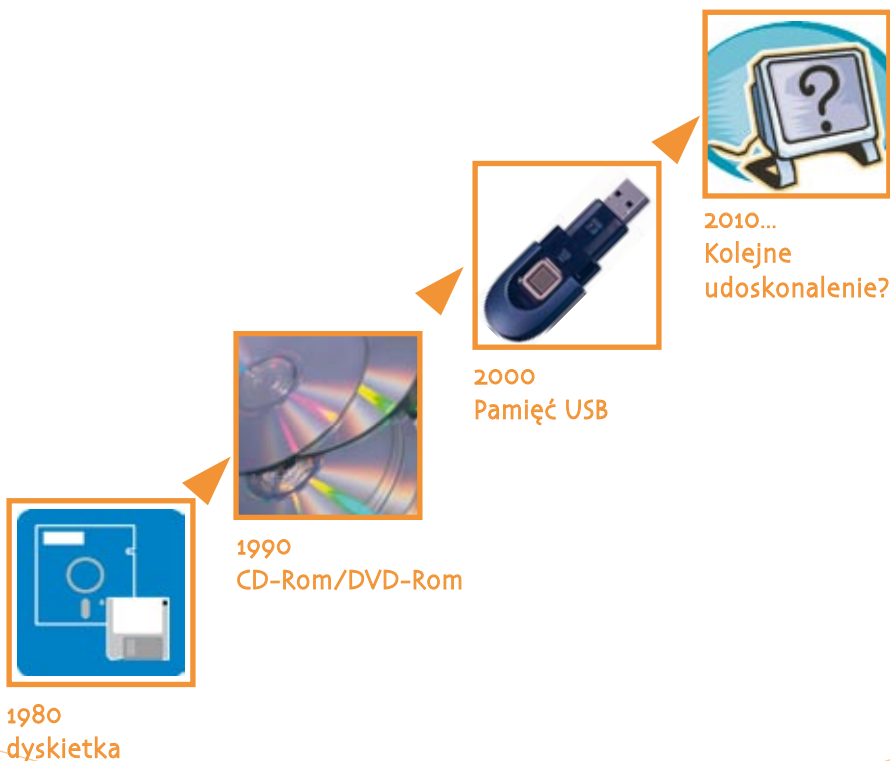 2010...
Kolejne
udoskonalenie?
2000
Pamięć USB
1990
CD-Rom/DVD-Rom
1980
dyskietka
?